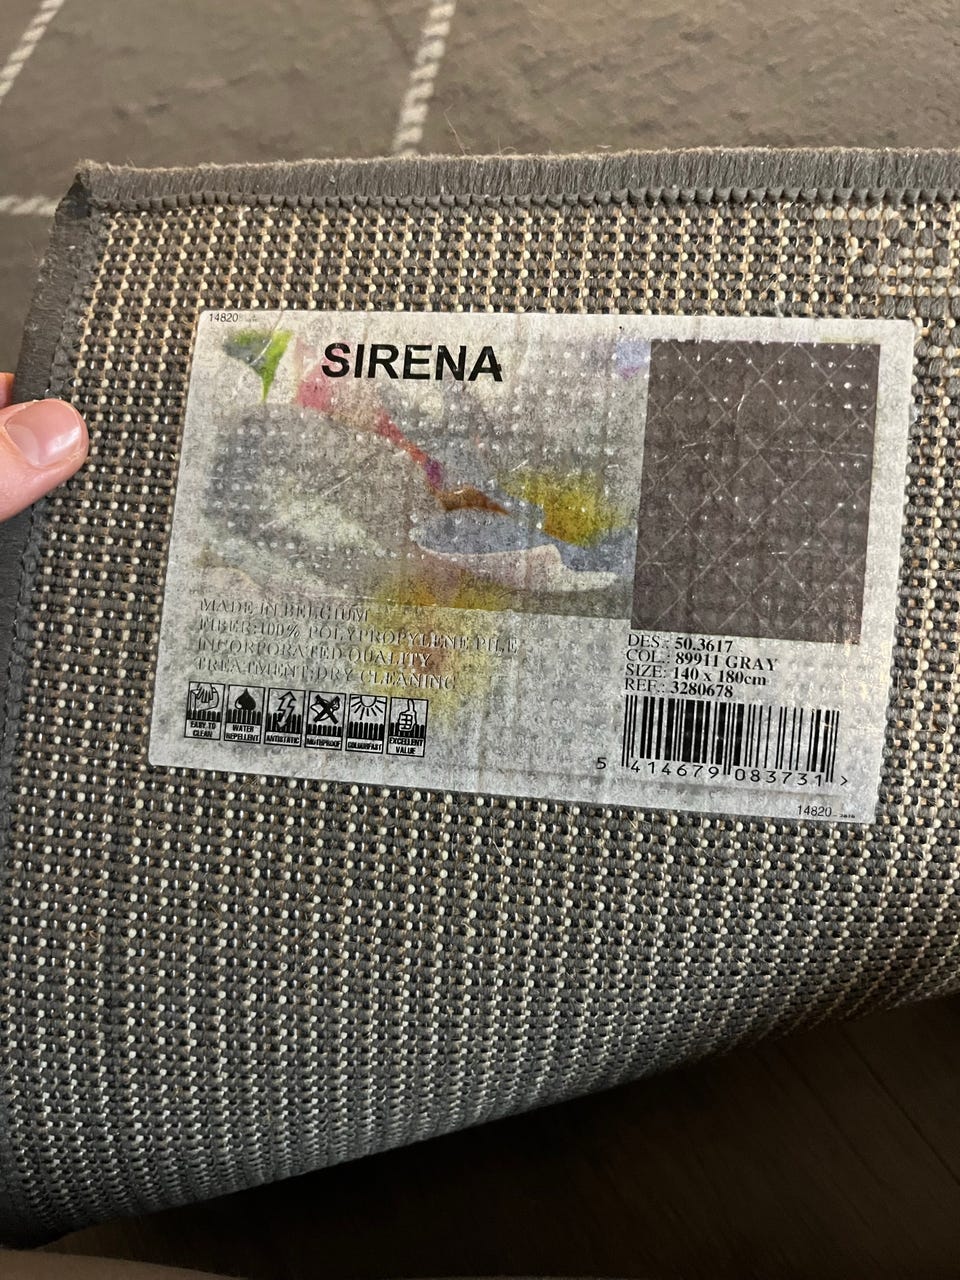 14820
SIRENA
MADE IN BELGIUM
FIBER:100% POLYPROPYLENE PILE
INCORPORATED QUALITY
TREATMENT:DRY CLEANING
EASY TO CLEAN
WATER REPELLENT
ANTISTATIC
MOTHPROOF
COLOURFAST
EXCELLENT VALUE
DES.: 50.3617
COL.: 89911 GRAY
SIZE: 140 x 180cm
REF.: 3280678
5 414679 083731 >
14820